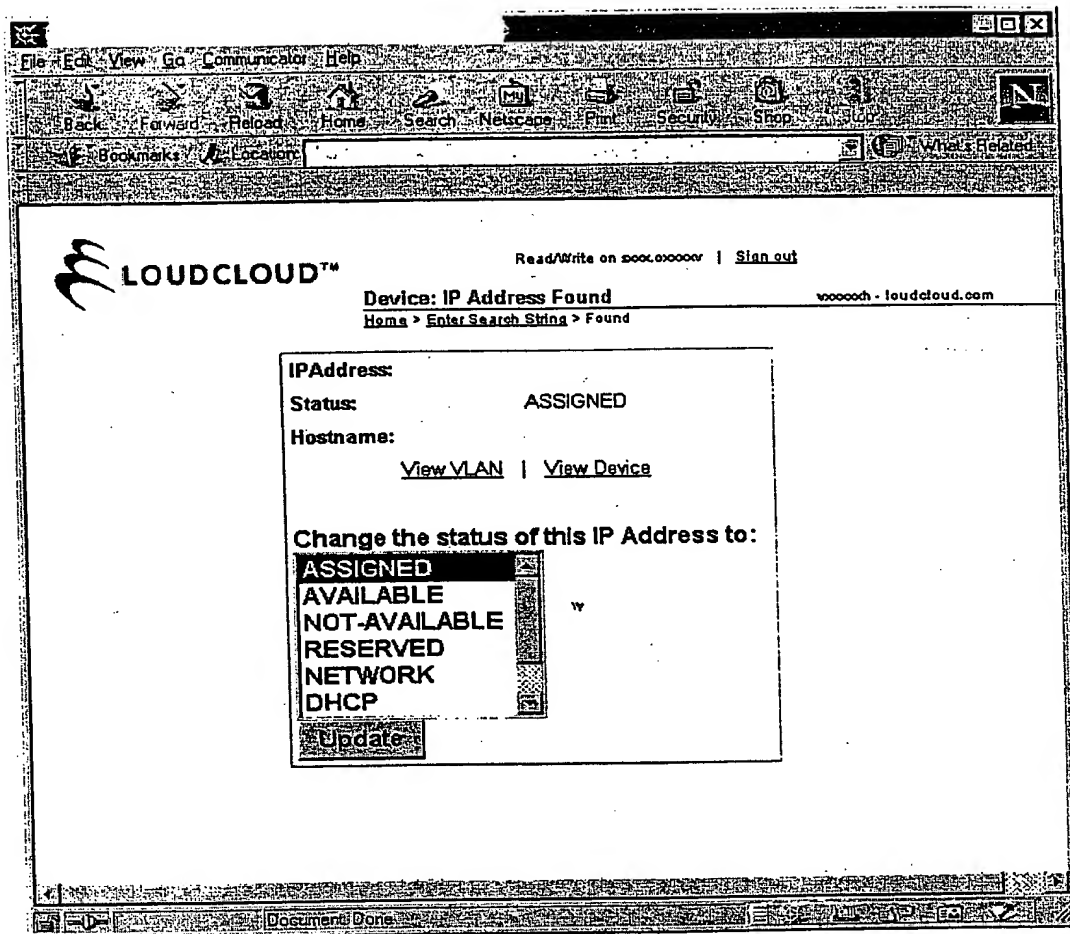 File Edit View Go Communicator Help
Back Forward Reload Home Search Netscape Print Security Shop Stop
Bookmarks Location: What's Related
LOUDCLOUD™
Read/Write on | Sign out
Device: IP Address Found
- loudcloud.com
Home > Enter Search String > Found
IPAddress:
Status: ASSIGNED
Hostname:
View VLAN | View Device
Change the status of this IP Address to:
ASSIGNED
AVAILABLE
NOT-AVAILABLE
RESERVED
NETWORK
DHCP
Update
Document: Done